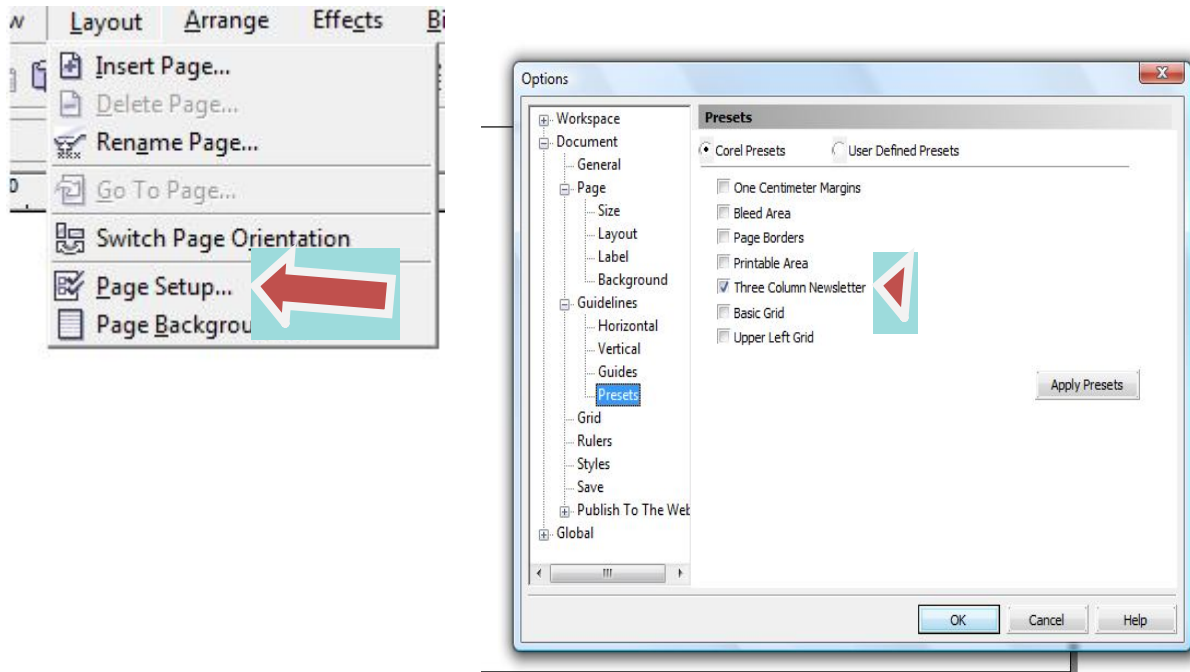 Layout Arrange Effects
Insert Page...
Delete Page...
Rename Page...
Go To Page...
Switch Page Orientation
Page Setup...
Page
Options
Workspace
Document
General
Page
Size
Layout
Label
Background
Guidelines
Horizontal
Vertical
Guides
Presets
Grid
Rulers
Styles
Save
Publish To The Web
Global
Presets
Corel Presets User Defined Presets
One Centimeter Margins
Bleed Area
Page Borders
Printable Area
Three Column Newsletter
Basic Grid
Upper Left Grid
Apply Presets
OK Cancel Help